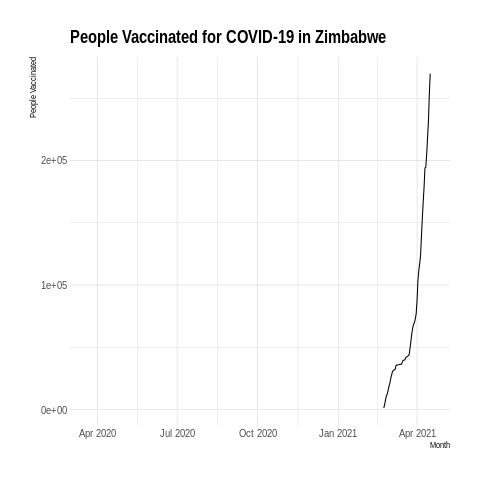 People Vaccinated for COVID-19 in Zimbabwe
People Vaccinated
2e+05
1e+05
0e+00
Apr 2020 Jul 2020 Oct 2020 Jan 2021 Apr 2021
Month